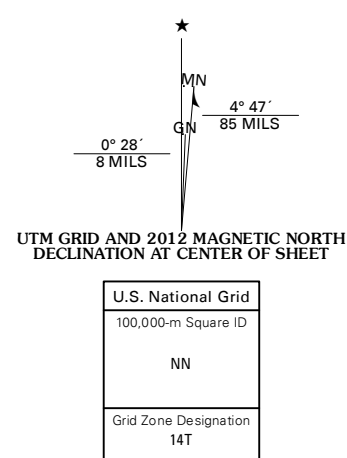 ★
MN
4° 47´
85 MILS
GN
0° 28´
8 MILS
UTM GRID AND 2012 MAGNETIC NORTH
DECLINATION AT CENTER OF SHEET
U.S. National Grid
100,000-m Square ID
NN
Grid Zone Designation
14T